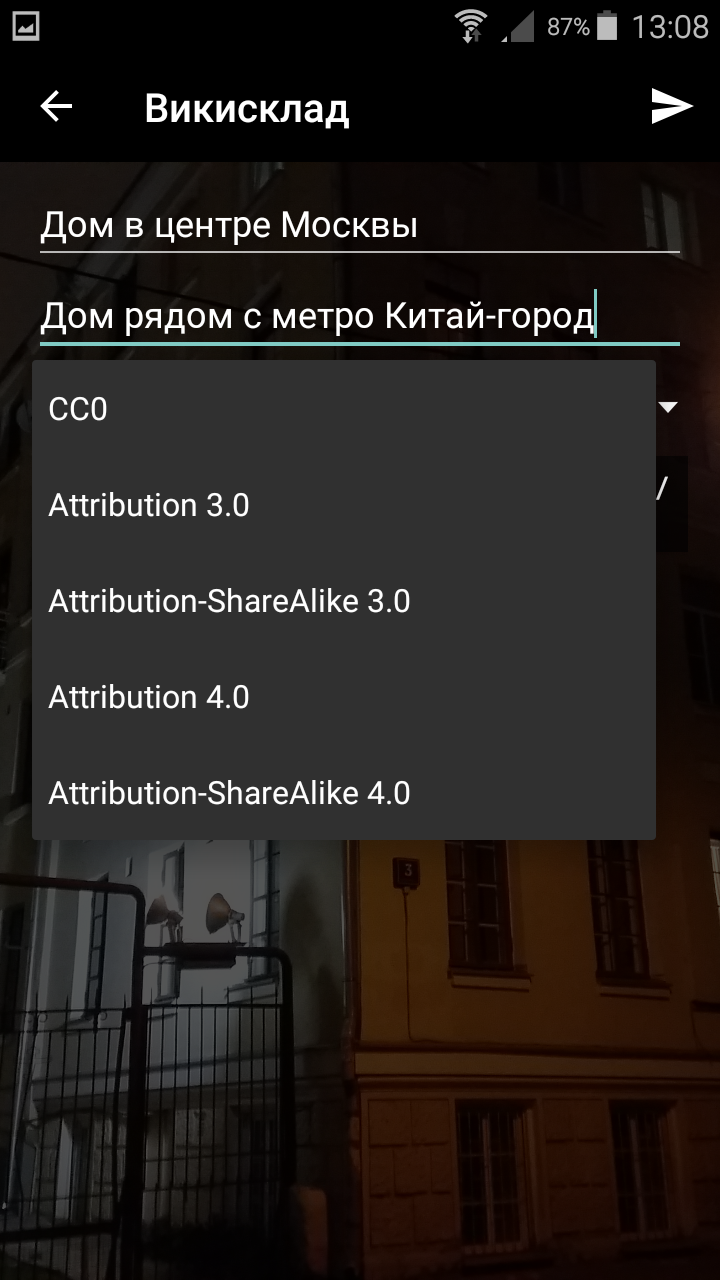 87% 13:08
Викисклад
Дом в центре Москвы
Дом рядом с метро Китай-город
CC0
/
Attribution 3.0
Attribution-ShareAlike 3.0
Attribution 4.0
Attribution-ShareAlike 4.0
3